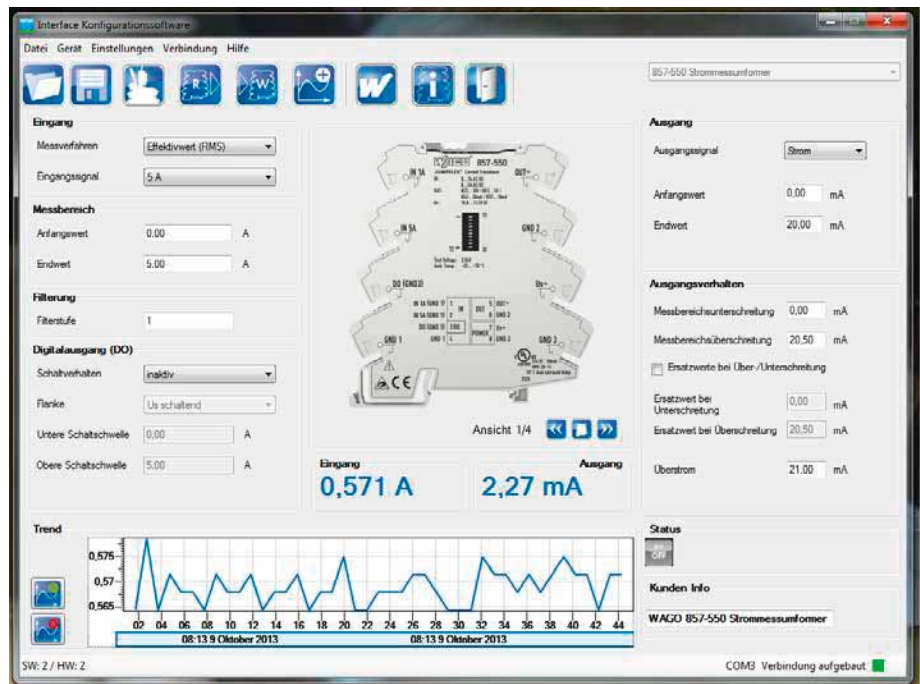 Interface Konfigurationssoftware
Datei Gerät Einstellungen Verbindung Hilfe
R W
857-550 Strommessumformer
Eingang
Messverfahren Effektivwert (RMS)
Eingangssignal 5 A
Messbereich
Anfangswert 0.00 A
Endwert 5.00 A
Filterung
Filterstufe 1
Digitalausgang (DO)
Schaltverhalten inaktiv
Flanke Us schaltend
Untere Schaltschwelle 0,00 A
Obere Schaltschwelle 5.00 A
WAGO 857-550
IN 1A
OUT+
IN 5A
GND 2
DO (GND3)
Us+
IN OUT
POWER
GND 1
GND 3
CE
Ansicht 1/4
Eingang Ausgang
0,571 A 2,27 mA
Ausgang
Ausgangssignal Strom
Anfangswert 0,00 mA
Endwert 20,00 mA
Ausgangsverhalten
Messbereichsunterschreitung 0,00 mA
Messbereichsüberschreitung 20,50 mA
Ersatzwerte bei Über-/Unterschreitung
Ersatzwert bei
Unterschreitung 0,00 mA
Ersatzwert bei Überschreitung 20,50 mA
Überstrom 21.00 mA
Trend
0,575
0,57
0,565
02 04 06 08 10 12 14 16 18 20 22 24 26 28 30 32 34 36 38 40 42 44
08:13 9 Oktober 2013 08:13 9 Oktober 2013
Status
OFF
Kunden Info
WAGO 857-550 Strommessumformer
SW: 2 / HW: 2
COM3 Verbindung aufgebaut